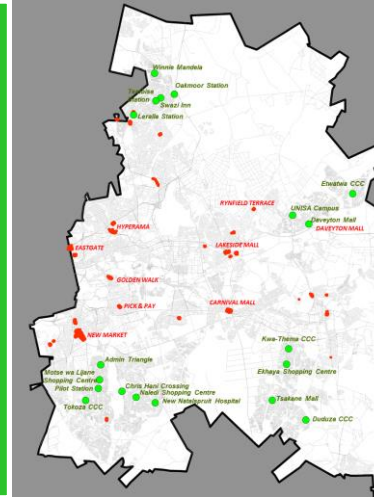 Winnie Mandela
Oakmoor Station
Tembisa
Station
Swazi Inn
Leralla Station
Etwatwa CCC
RYNFIELD TERRACE
UNISA Campus
Daveyton Mall
DAVEYTON MALL
HYPERAMA
EASTGATE
LAKESIDE MALL
GOLDEN WALK
PICK & PAY
CARNIVAL MALL
NEW MARKET
Kwa-Thema CCC
Admin Triangle
Ekhaya Shopping Centre
Motse wa Lijane
Shopping Centre
Pilot Station
Chris Hani Crossing
Naledi Shopping Centre
Tokoza CCC
New Natalspruit Hospital
Tsakane Mall
Duduza CCC